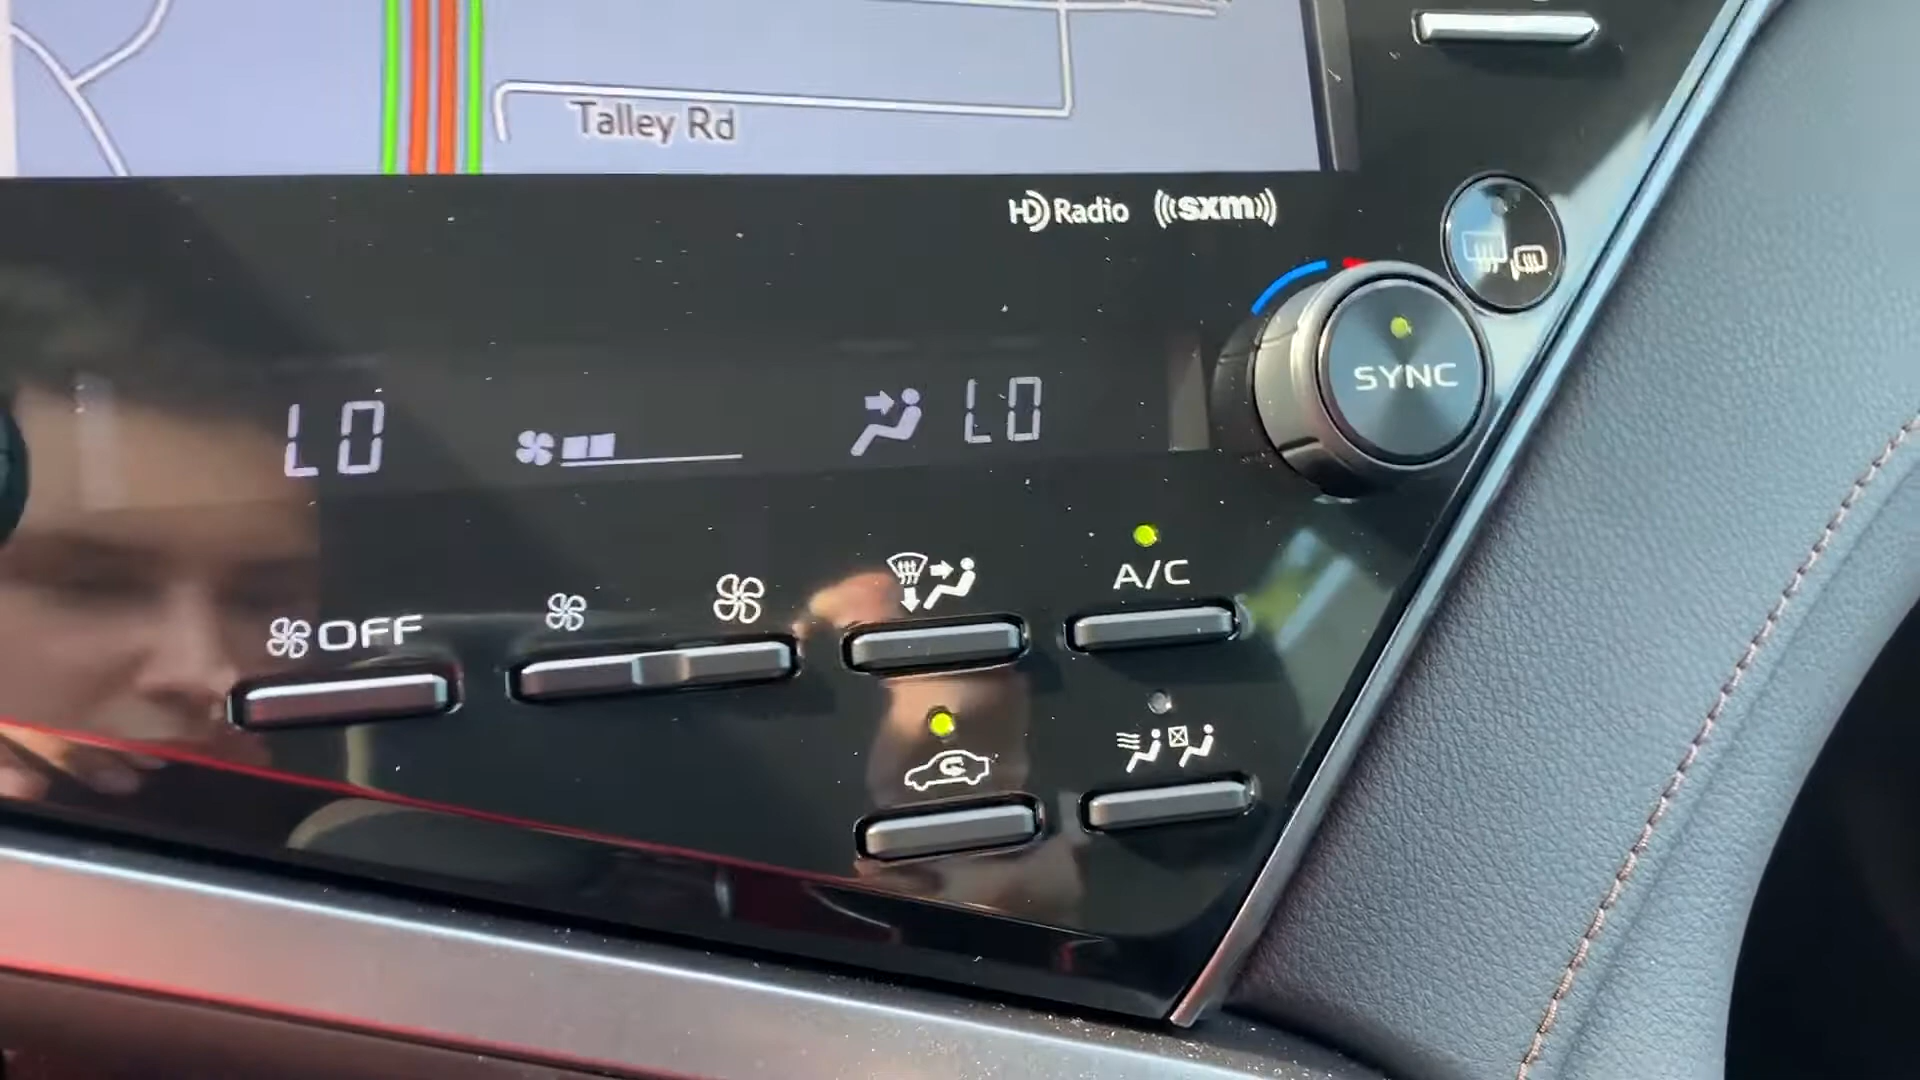 Talley Rd
HD Radio ((sxm))
SYNC
LO LO
A/C
OFF